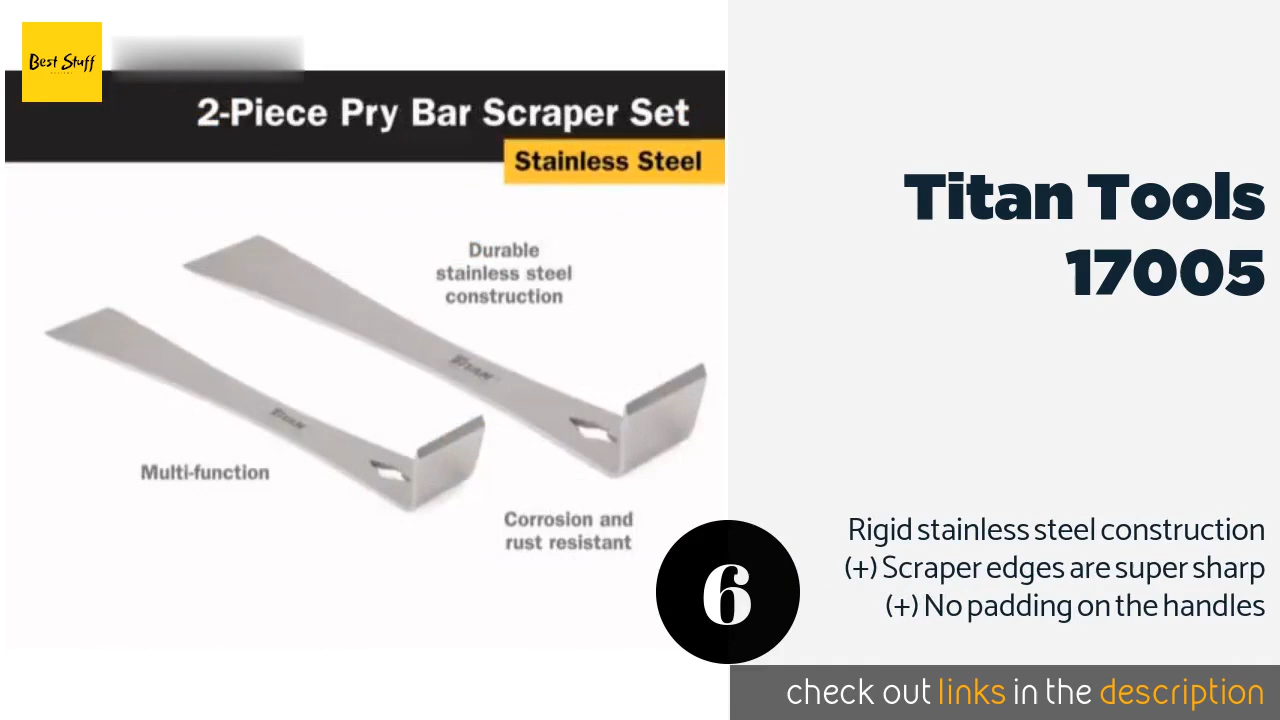 Best Stuff
2-Piece Pry Bar Scraper Set
Stainless Steel
Durable
stainless steel
construction
TITAN
TITAN
Multi-function
Corrosion and
rust resistant
Titan Tools
17005
6
Rigid stainless steel construction
(+) Scraper edges are super sharp
(+) No padding on the handles
check out links in the description